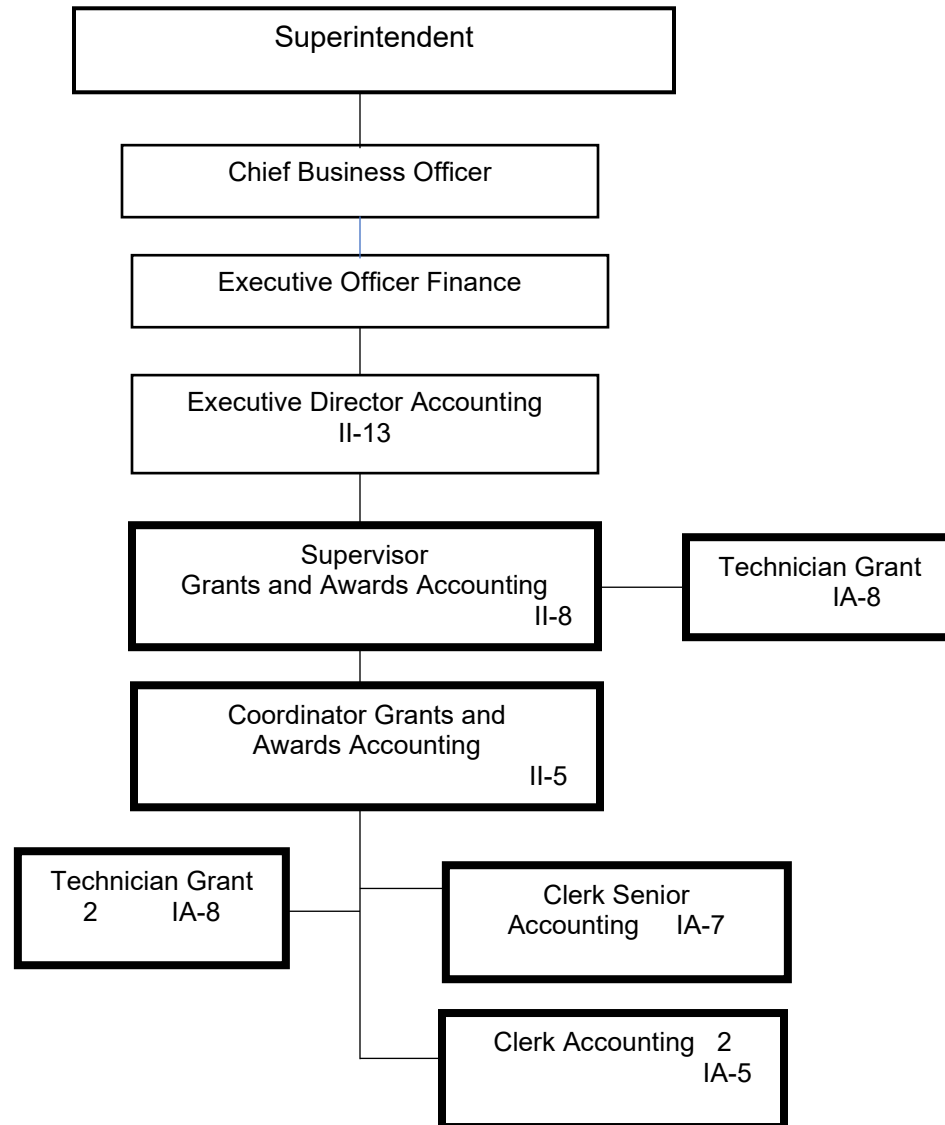 Superintendent
Chief Business Officer
Executive Officer Finance
Executive Director Accounting
II-13
Supervisor
Grants and Awards Accounting
II-8
Technician Grant
IA-8
Coordinator Grants and
Awards Accounting
II-5
Technician Grant
2 IA-8
Clerk Senior
Accounting IA-7
Clerk Accounting 2
IA-5